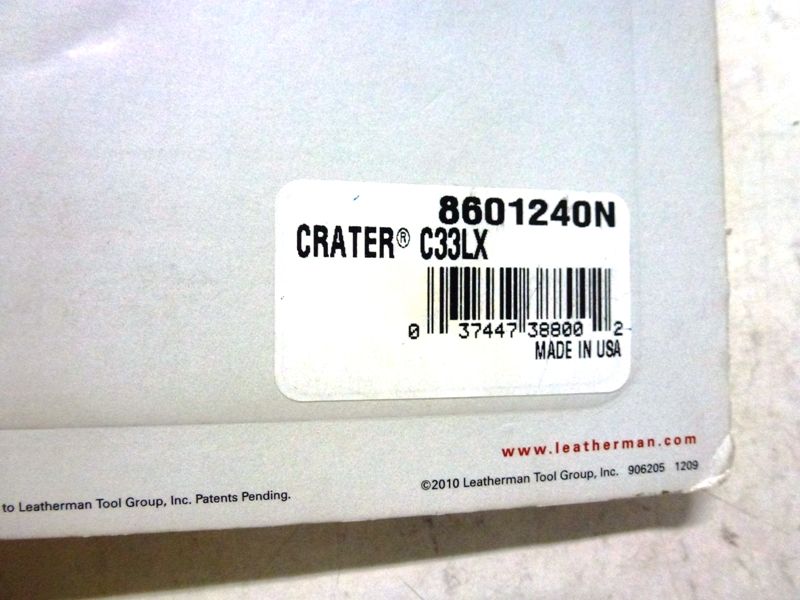 8601240N
CRATER® C33LX
0 37447 38800 2
MADE IN USA
www.leatherman.com
to Leatherman Tool Group, Inc. Patents Pending.
©2010 Leatherman Tool Group, Inc. 906205 1209